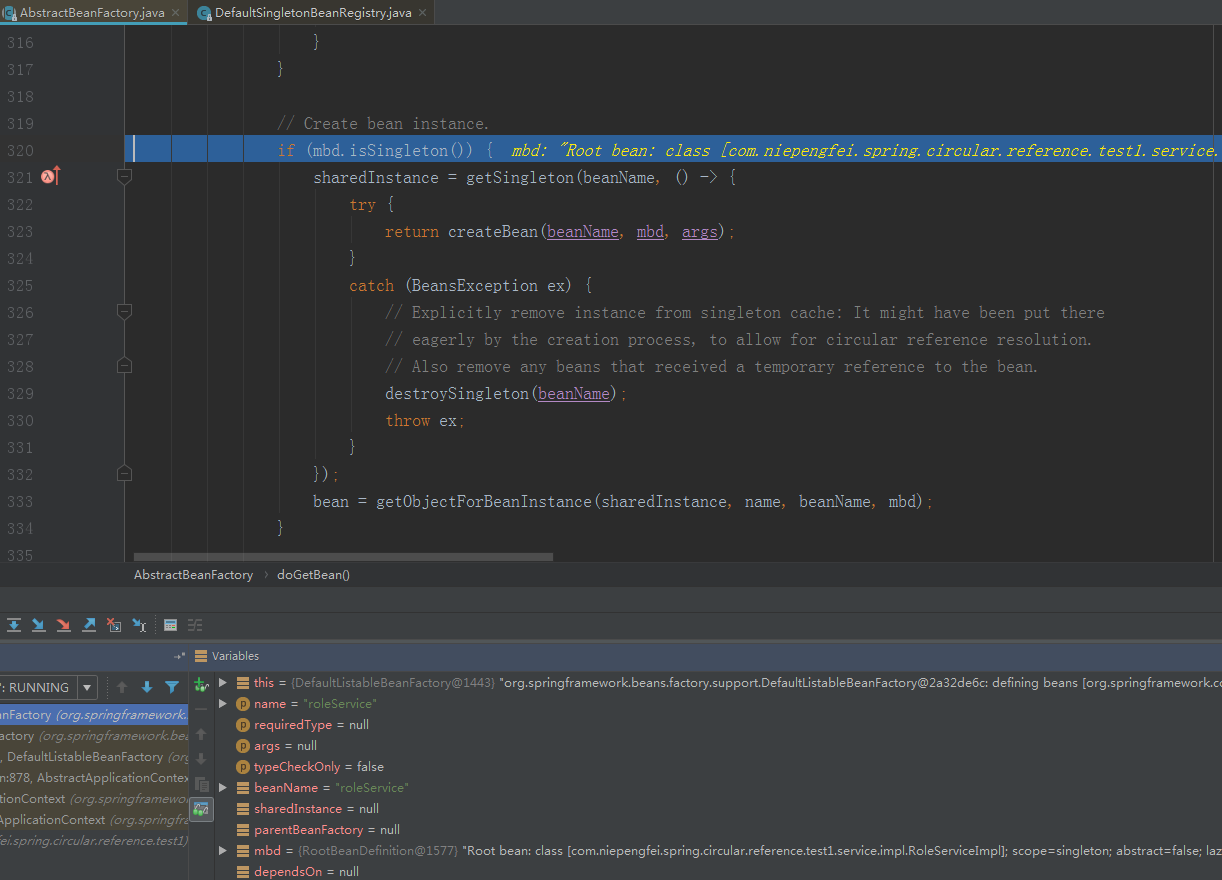 AbstractBeanFactory.java × DefaultSingletonBeanRegistry.java ×
316 }
317 }
318
319 // Create bean instance.
320 if (mbd.isSingleton()) { mbd: "Root bean: class [com.niepengfei.spring.circular.reference.test1.service.
321 sharedInstance = getSingleton(beanName, () -> {
322 try {
323 return createBean(beanName, mbd, args);
324 }
325 catch (BeansException ex) {
326 // Explicitly remove instance from singleton cache: It might have been put there
327 // eagerly by the creation process, to allow for circular reference resolution.
328 // Also remove any beans that received a temporary reference to the bean.
329 destroySingleton(beanName);
330 throw ex;
331 }
332 });
333 bean = getObjectForBeanInstance(sharedInstance, name, beanName, mbd);
334 }
335
AbstractBeanFactory › doGetBean()
Variables
": RUNNING
this = {DefaultListableBeanFactory@1443} "org.springframework.beans.factory.support.DefaultListableBeanFactory@2a32de6c: defining beans [org.springframework.co
name = "roleService"
anFactory (org.springframework.
requiredType = null
actory (org.springframework.bea
args = null
, DefaultListableBeanFactory (org
typeCheckOnly = false
n:878, AbstractApplicationContex
beanName = "roleService"
tionContext (org.springframewor
sharedInstance = null
ApplicationContext (org.springfra
parentBeanFactory = null
fei.spring.circular.reference.test1)
mbd = {RootBeanDefinition@1577} "Root bean: class [com.niepengfei.spring.circular.reference.test1.service.impl.RoleServiceImpl]; scope=singleton; abstract=false; laz
dependsOn = null